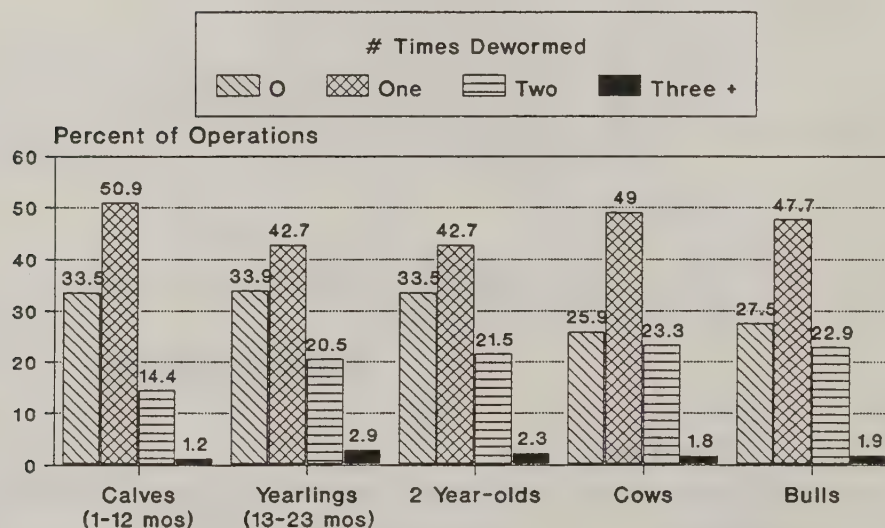 # Times Dewormed
O One Two Three +
Percent of Operations
60
50
40
30
20
10
0
33.5 50.9 14.4 1.2
33.9 42.7 20.5 2.9
33.5 42.7 21.5 2.3
25.9 49 23.3 1.8
27.5 47.7 22.9 1.9
Calves Yearlings 2 Year-olds Cows Bulls
(1-12 mos) (13-23 mos)